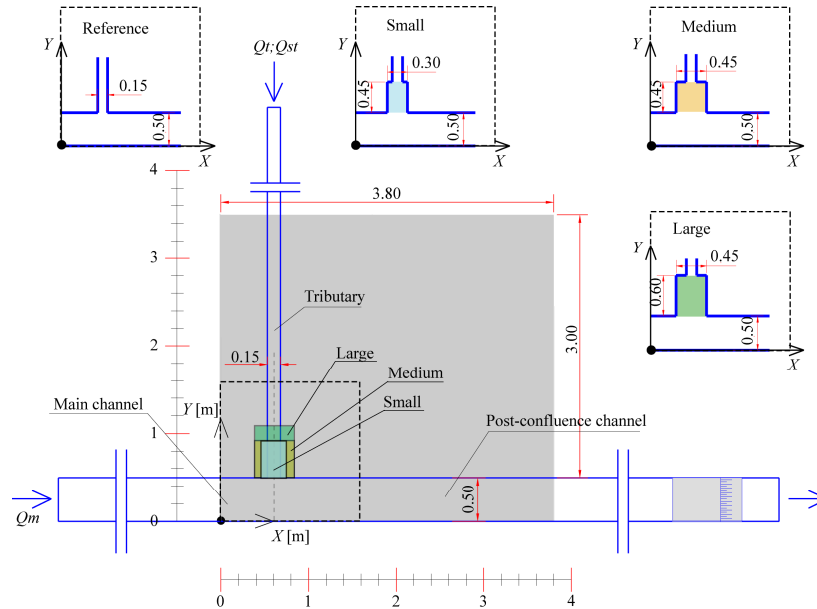 Reference
Y
0.15
0.50
X
Qt;Qst
Small
Y
0.30
0.45
0.50
X
Medium
Y
0.45
0.45
0.50
X
Large
Y
0.45
0.60
0.50
X
4
3
2
1
0
3.80
3.00
Tributary
0.15
Large
Medium
Small
Main channel
Y [m]
Post-confluence channel
0.50
Qm
X [m]
0 1 2 3 4